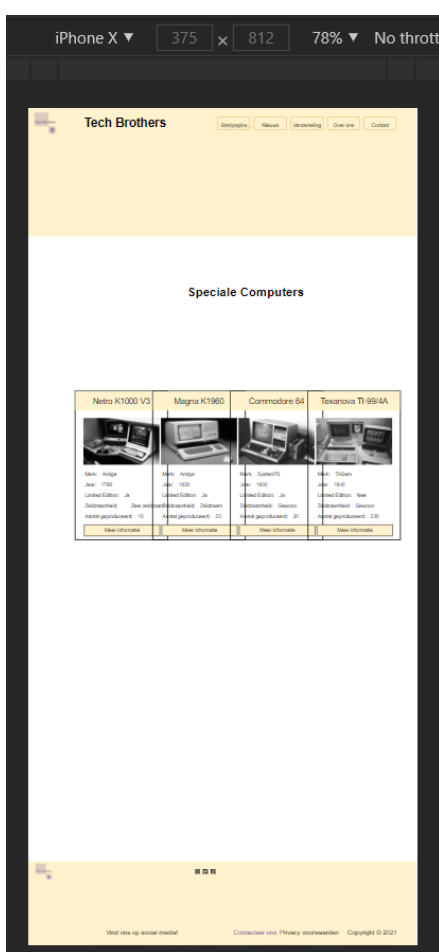 iPhone X ▼ 375 × 812 78% ▼ No thrott
Tech Brothers
Startpagina Nieuws Verzameling Over ons Contact
Speciale Computers
Netro K1000 V3 Magna K1960 Commodore 64 Texanova TI-99/4A
Merk: Amiga Merk: Amiga Merk: System76 Merk: TriGem
Jaar: 1780 Jaar: 1920 Jaar: 1930 Jaar: 1940
Limited Edition: Ja Limited Edition: Ja Limited Edition: Ja Limited Edition: Nee
Zeldzaamheid: Zeer zeldzaam Zeldzaamheid: Zeldzaam Zeldzaamheid: Gewoon Zeldzaamheid: Gewoon
Aantal geproduceerd: 10 Aantal geproduceerd: 20 Aantal geproduceerd: 30 Aantal geproduceerd: 230
Meer informatie Meer informatie Meer informatie Meer informatie
Vind ons op social media! Contacteer ons Privacy voorwaarden Copyright © 2021